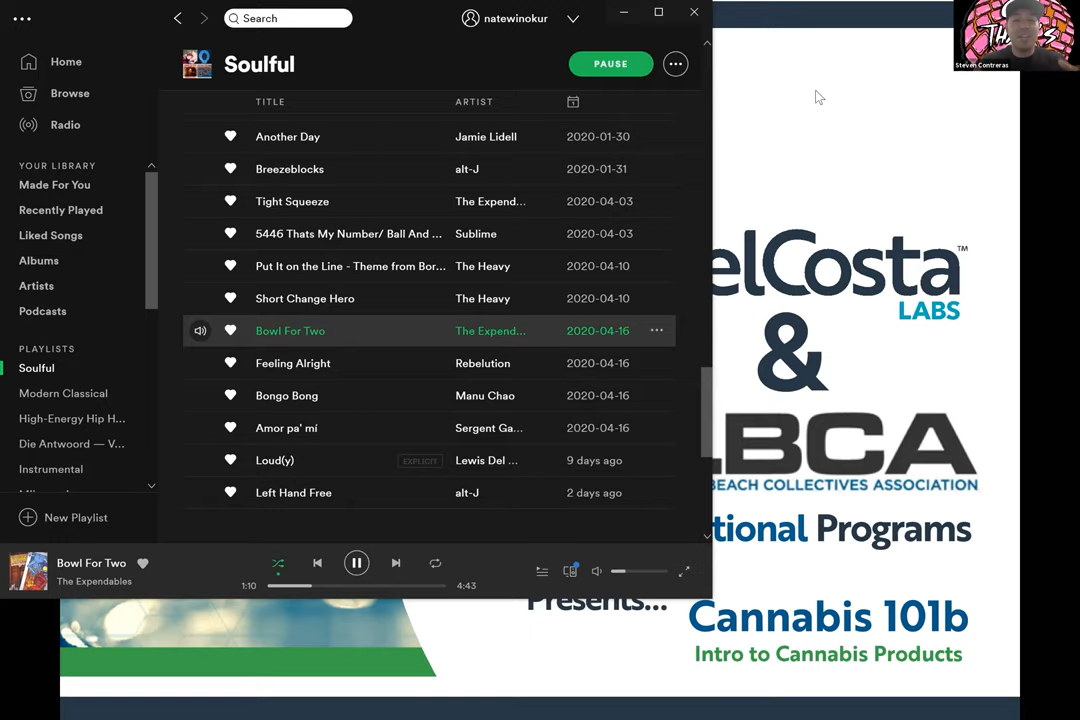 Search
natewinokur
Steven Contreras
Home
Browse
Radio
YOUR LIBRARY
Made For You
Recently Played
Liked Songs
Albums
Artists
Podcasts
PLAYLISTS
Soulful
Modern Classical
High-Energy Hip H...
Die Antwoord — V...
Instrumental
New Playlist
Soulful
PAUSE
TITLE ARTIST
Another Day Jamie Lidell 2020-01-30
Breezeblocks alt-J 2020-01-31
Tight Squeeze The Expend... 2020-04-03
5446 Thats My Number/ Ball And ... Sublime 2020-04-03
Put It on the Line - Theme from Bor... The Heavy 2020-04-10
Short Change Hero The Heavy 2020-04-10
Bowl For Two The Expend... 2020-04-16
Feeling Alright Rebelution 2020-04-16
Bongo Bong Manu Chao 2020-04-16
Amor pa' mí Sergent Ga... 2020-04-16
Loud(y) EXPLICIT Lewis Del ... 9 days ago
Left Hand Free alt-J 2 days ago
Bowl For Two
The Expendables
1:10 4:43
elCosta™
LABS
&
LBCA
BEACH COLLECTIVES ASSOCIATION
tional Programs
Presents...
Cannabis 101b
Intro to Cannabis Products